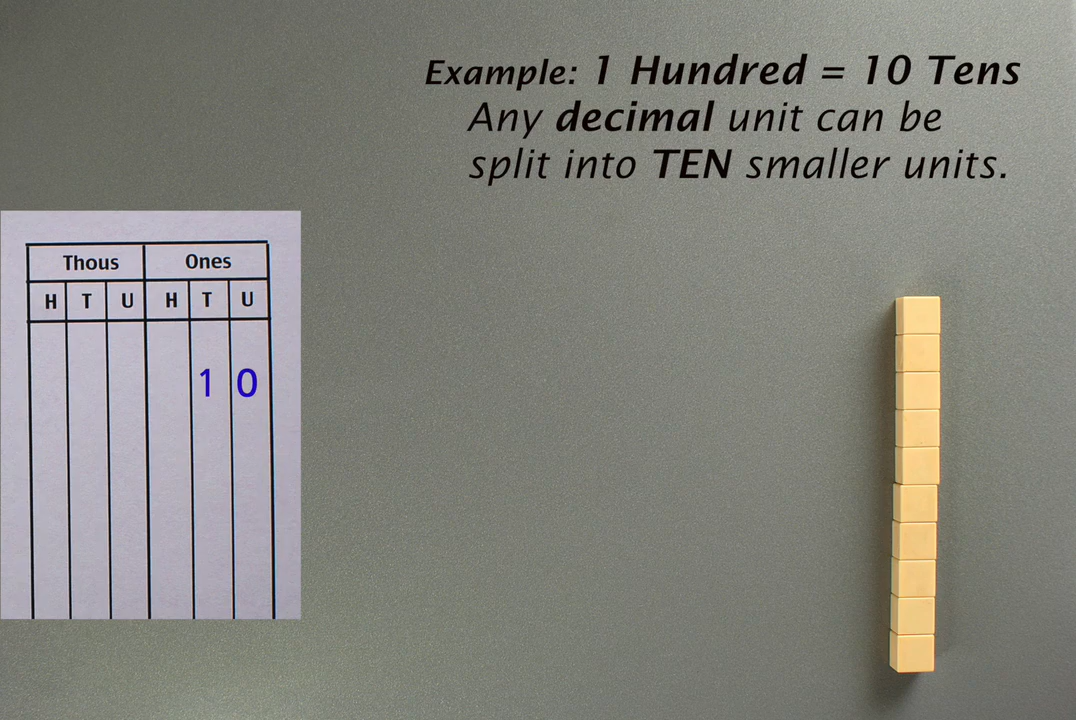 Example: 1 Hundred = 10 Tens
Any decimal unit can be
split into TEN smaller units.
Thous Ones
H T U H T U
1 0